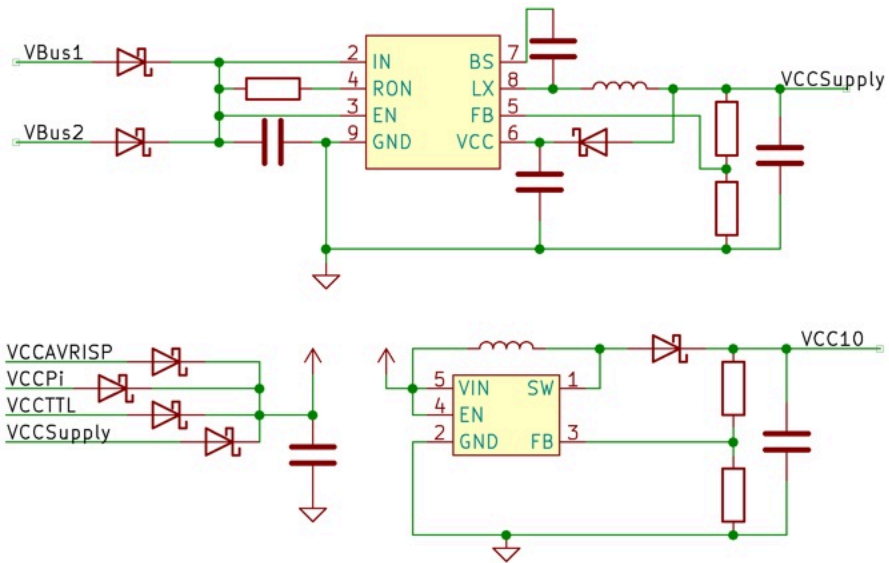 VBus1
2 IN BS 7
4 RON LX 8
VCCSupply
3 EN FB 5
VBus2
9 GND VCC 6
VCCAVRISP
VCCPi
VCCTTL
VCCSupply
VCC10
5 VIN SW 1
4 EN
2 GND FB 3